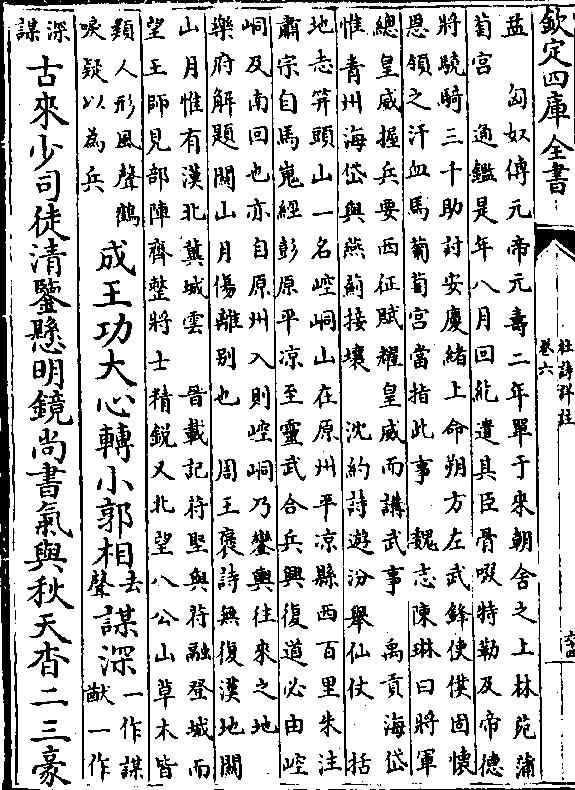 欽定四庫全書
杜詩詳註
卷六
益　匈奴傳元帝元壽二年單于來朝舍之上林苑蒲
萄宮　通鑑是年八月回紇遣其臣骨啜特勒及帝德
將驍騎三千助討安慶緒上命朔方左武鋒使僕固懷
恩領之汗血馬葡萄宮當指此事　魏志陳琳曰將軍
總皇威握兵要西征賦耀皇威而講武事　禹貢海岱
惟青州海岱與燕薊接壤　沈約詩遊汾舉仙仗　括
地志笄頭山一名崆峒山在原州平凉縣西百里朱注
肅宗自馬嵬經彭原平凉至靈武合兵興復道必由崆
峒及南回也亦自原州入則崆峒乃鑾輿往來之地
樂府解題關山月傷離别也　周王褒詩無復漢地關
山月惟有漢北冀城雲　晉載記苻堅與苻融登城而
望王師見部陣齊整將士精銳又北望八公山草木皆
類人形風聲鶴
唳疑以為兵
成王功大心轉小郭相去聲謀深一作謀猷一作
深謀古來少司徒清鑒懸明鏡尚書氣與秋天杳二三豪